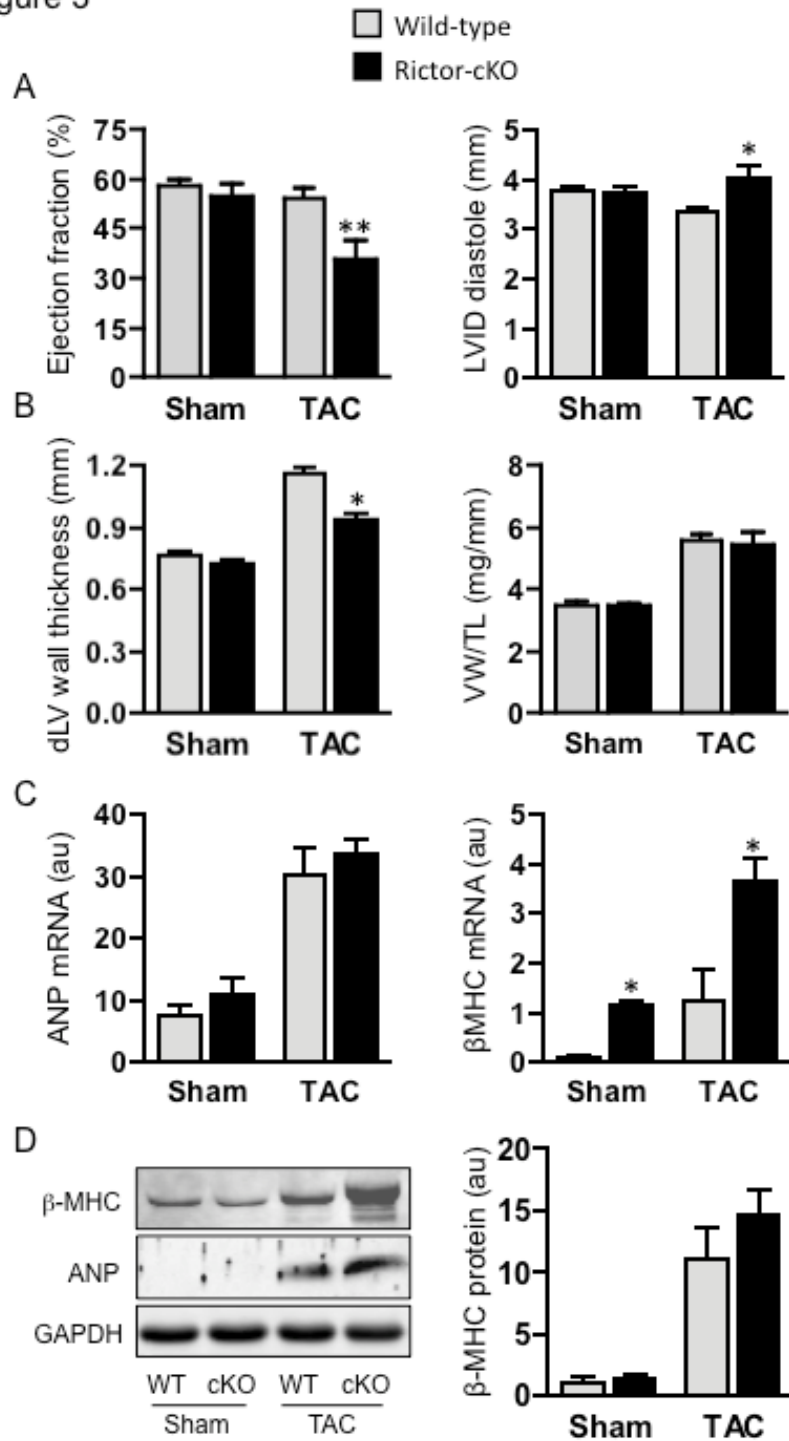 Wild-type
Rictor-cKO
A
Ejection fraction (%)
75
60
45
30
15
0
**
Sham TAC
LVID diastole (mm)
5
4
3
2
1
0
*
Sham TAC
B
dLV wall thickness (mm)
1.2
0.9
0.6
0.3
0.0
*
Sham TAC
VW/TL (mg/mm)
8
6
4
2
0
Sham TAC
C
ANP mRNA (au)
40
30
20
10
0
Sham TAC
βMHC mRNA (au)
5
4
3
2
1
0
*
*
Sham TAC
D
β-MHC
ANP
GAPDH
WT cKO WT cKO
Sham TAC
β-MHC protein (au)
20
15
10
5
0
Sham TAC